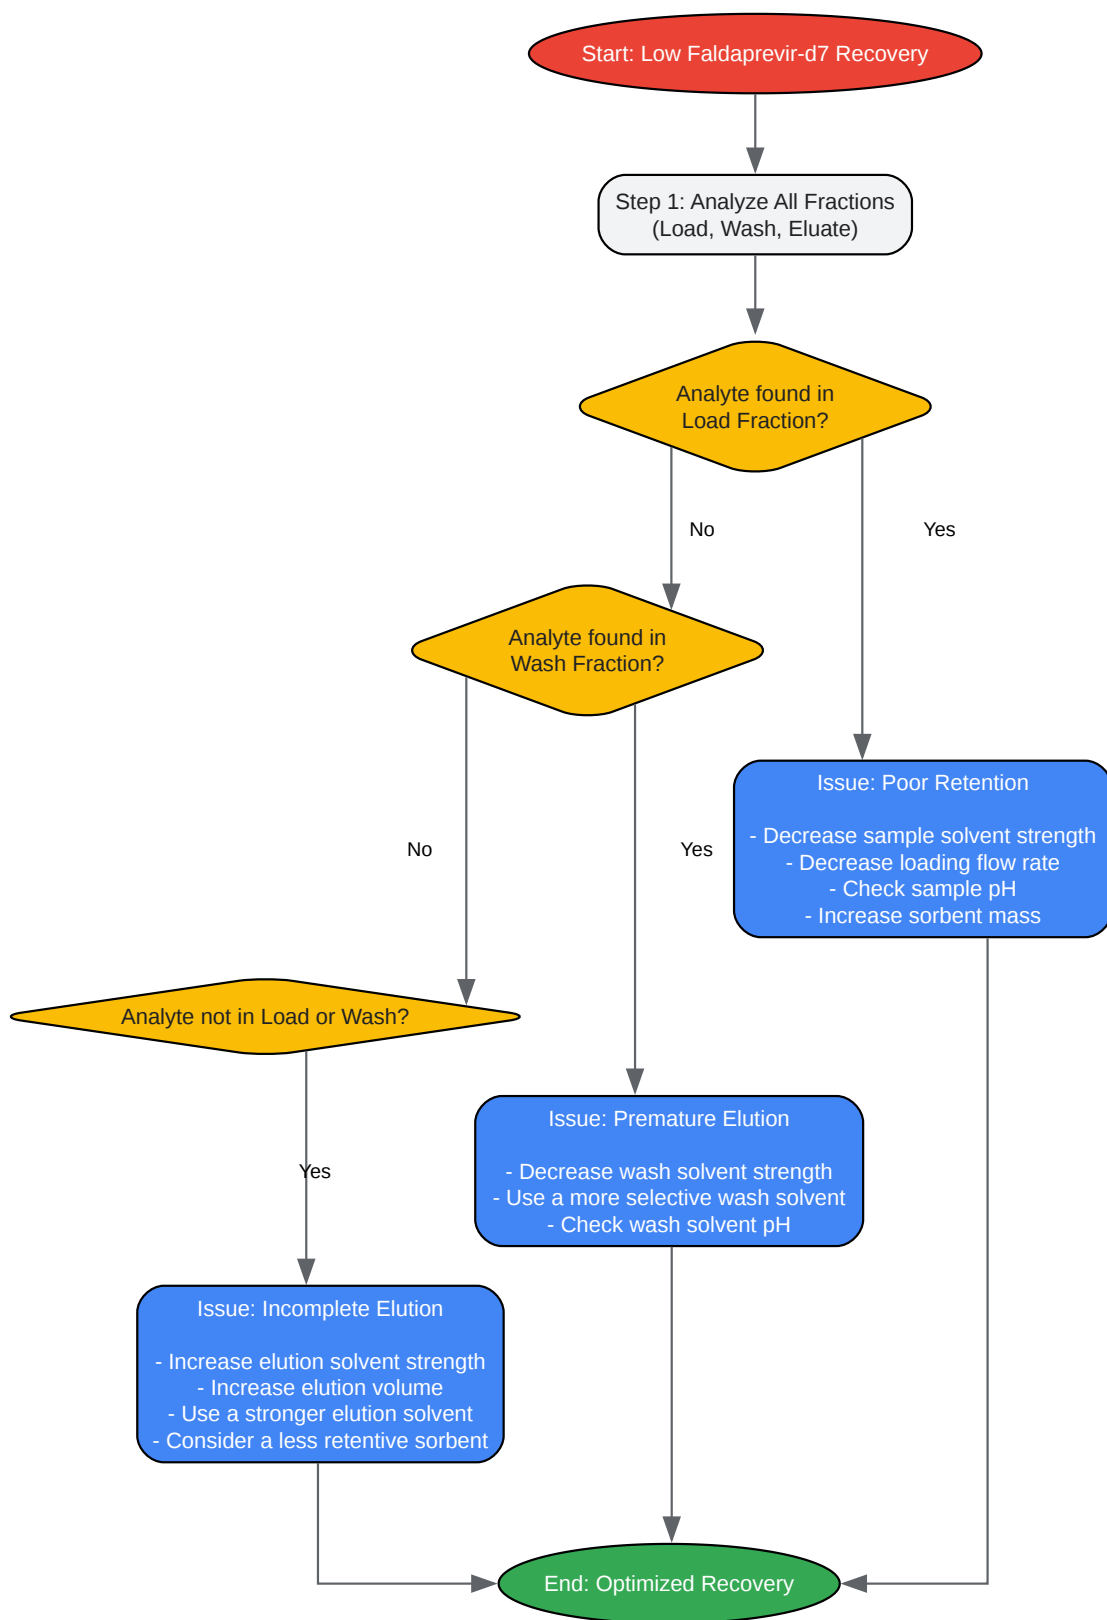 Start: Low Faldaprevir-d7 Recovery
Step 1: Analyze All Fractions
(Load, Wash, Eluate)
Analyte found in
Load Fraction?
No
Yes
Analyte found in
Wash Fraction?
Issue: Poor Retention
- Decrease sample solvent strength
- Decrease loading flow rate
- Check sample pH
- Increase sorbent mass
No
Yes
Analyte not in Load or Wash?
Issue: Premature Elution
- Decrease wash solvent strength
- Use a more selective wash solvent
- Check wash solvent pH
Yes
Issue: Incomplete Elution
- Increase elution solvent strength
- Increase elution volume
- Use a stronger elution solvent
- Consider a less retentive sorbent
End: Optimized Recovery